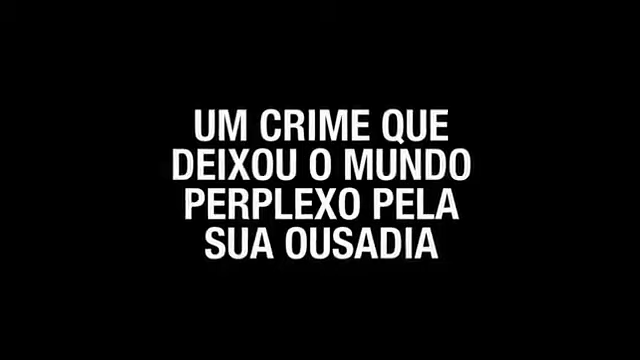 UM CRIME QUE
DEIXOU O MUNDO
PERPLEXO PELA
SUA OUSADIA